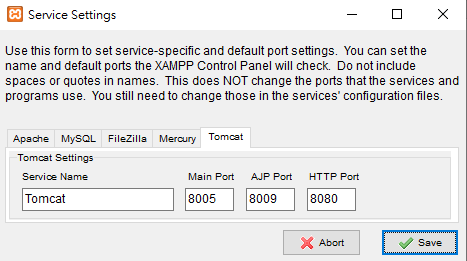 Service Settings
Use this form to set service-specific and default port settings. You can set the
name and default ports the XAMPP Control Panel will check. Do not include
spaces or quotes in names. This does NOT change the ports that the services and
programs use. You still need to change those in the services' configuration files.
Apache MySQL FileZilla Mercury Tomcat
Tomcat Settings
Service Name Main Port AJP Port HTTP Port
Tomcat 8005 8009 8080
Abort Save